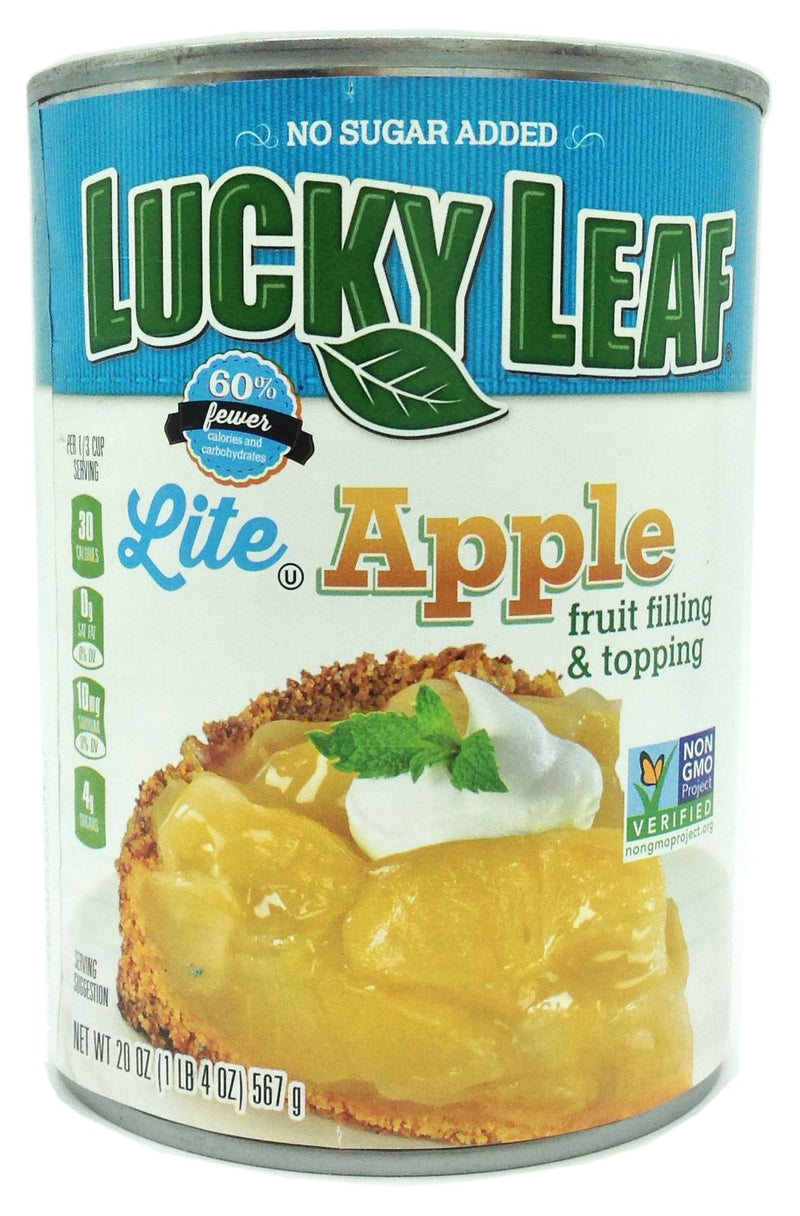 NO SUGAR ADDED
LUCKY LEAF®
60%
fewer
calories and
carbohydrates
PER 1/3 CUP
SERVING
30
CALORIES
0g
SAT FAT
0% DV
10mg
SODIUM
0% DV
4g
SUGARS
Lite
U
Apple
fruit filling
& topping
NON
GMO
Project
VERIFIED
nongmoproject.org
SERVING
SUGGESTION
NET WT 20 OZ (1 LB 4 OZ) 567 g